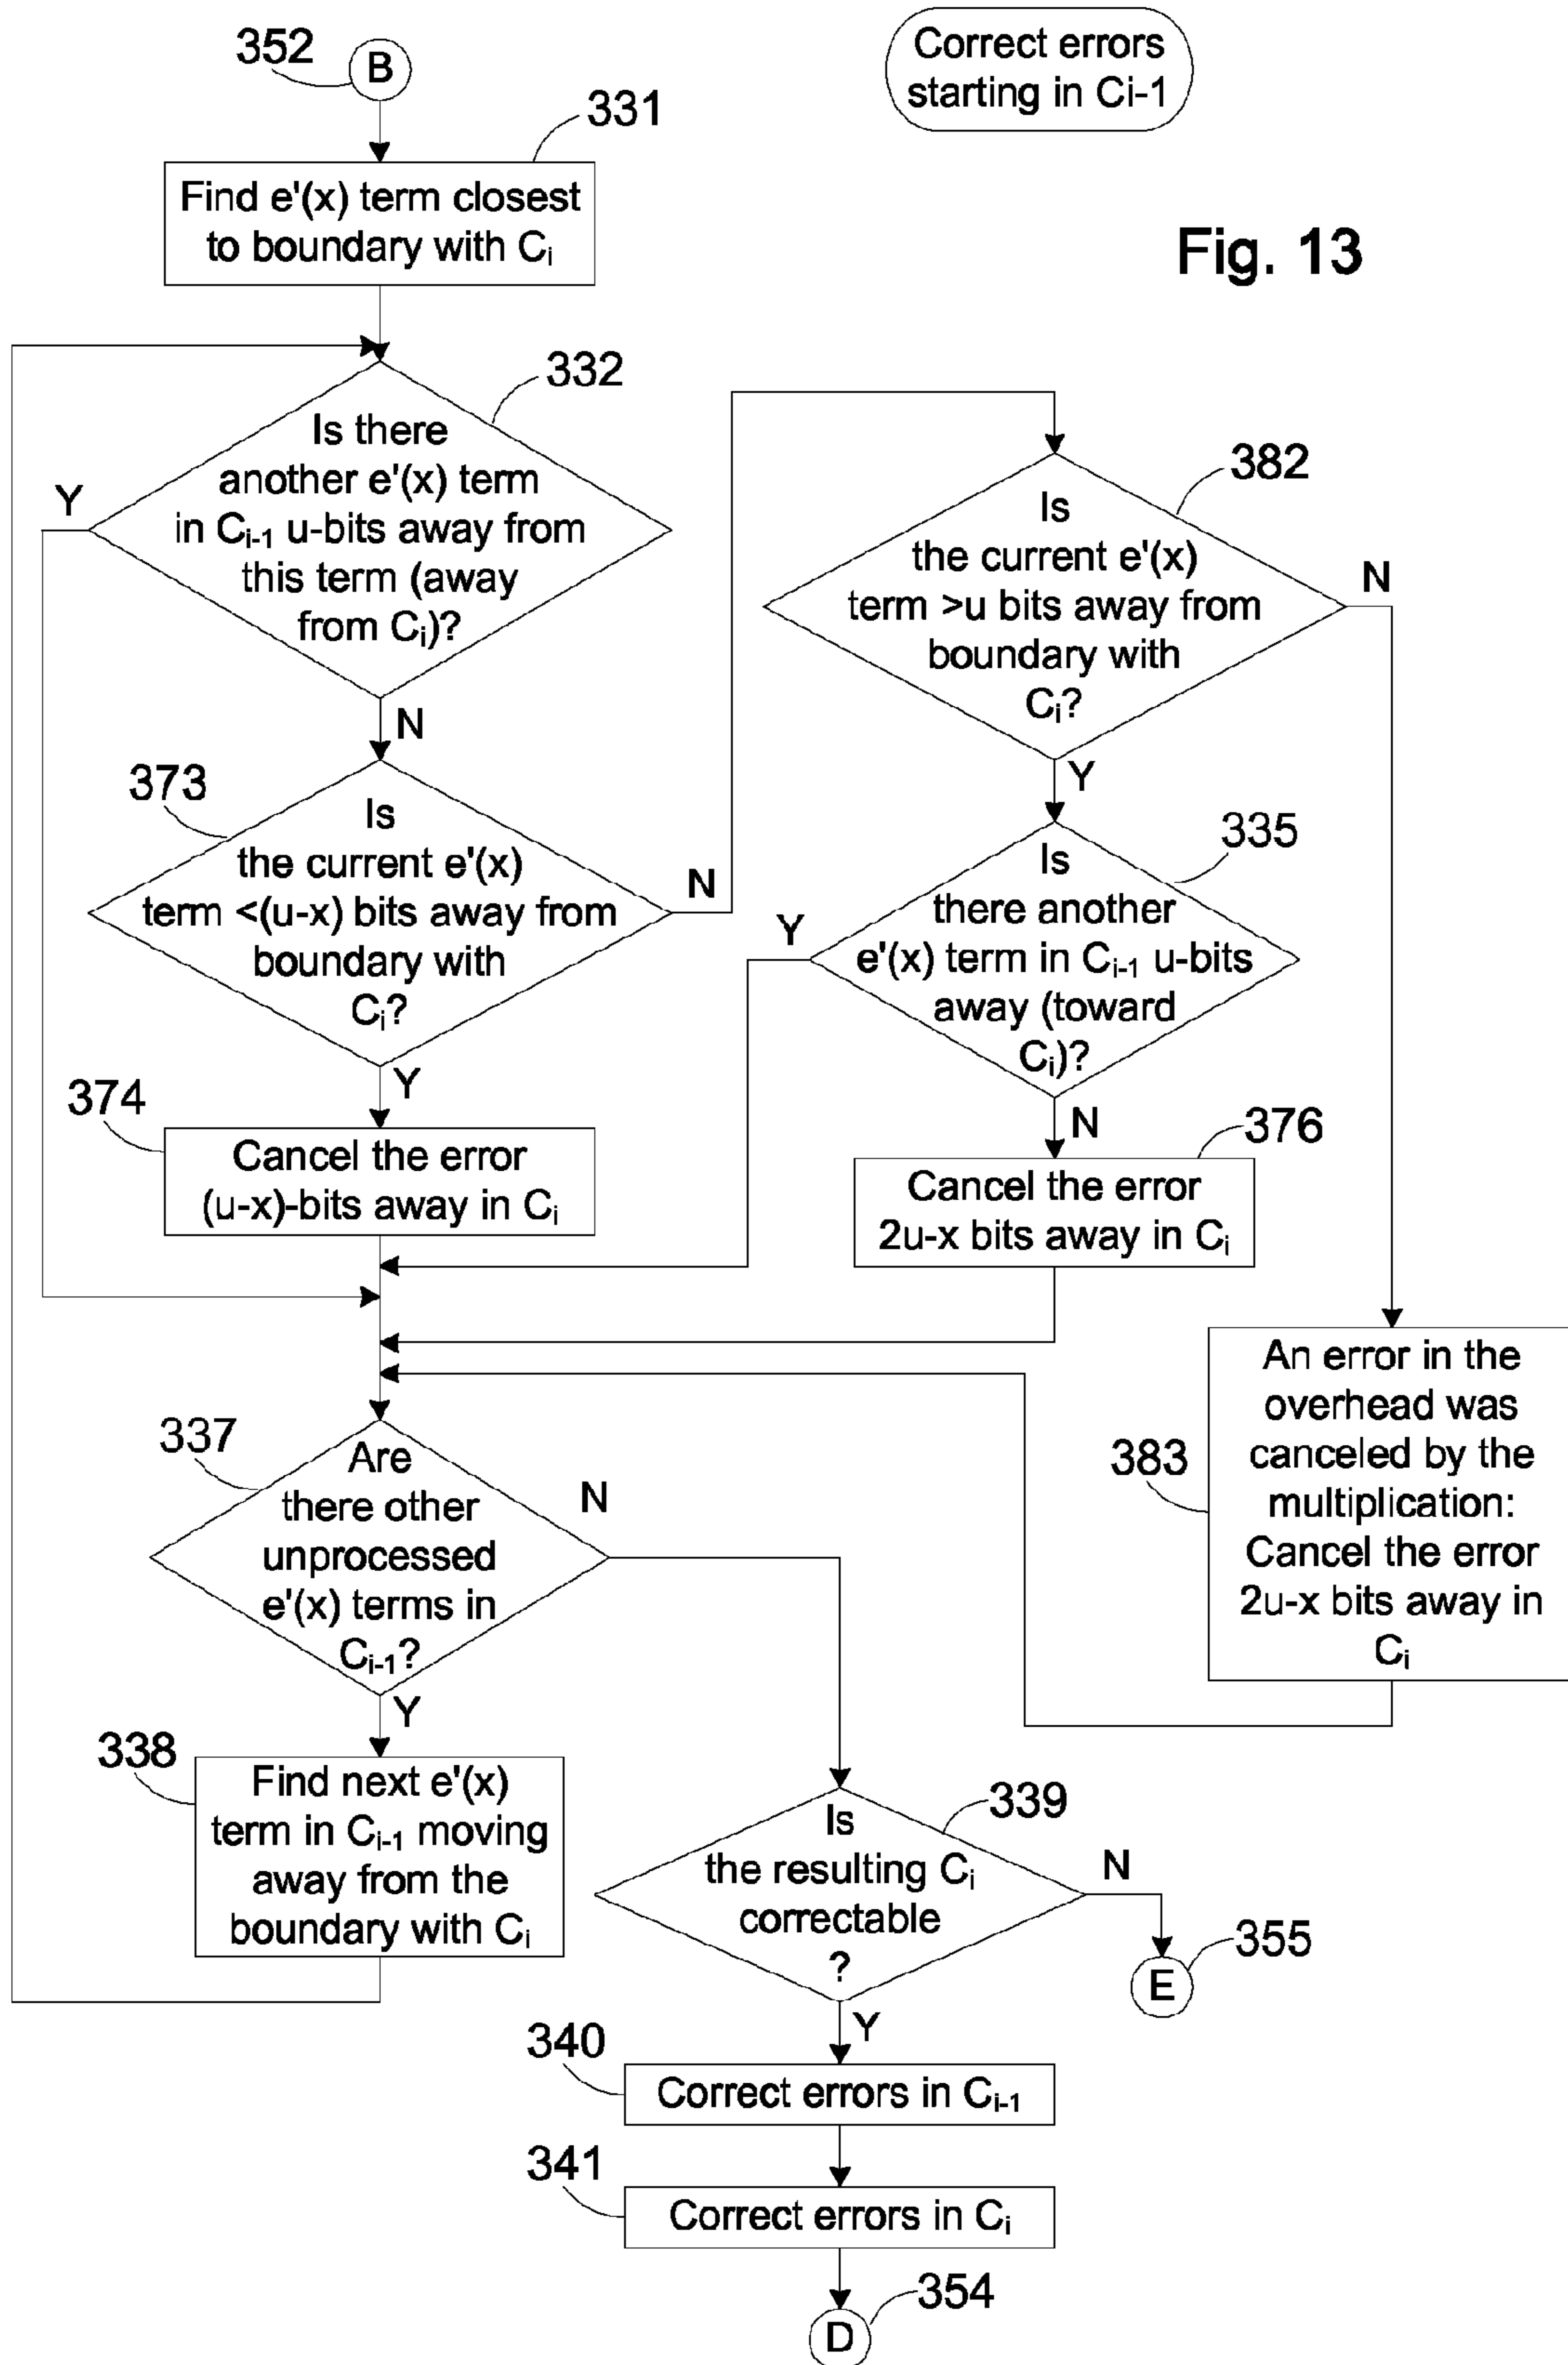 352
B
Correct errors
starting in Ci-1
331
Find e'(x) term closest
to boundary with Cᵢ
Fig. 13
332
Is there
another e'(x) term
in Cᵢ₋₁ u-bits away from
this term (away
from Cᵢ)?
Y
N
382
Is
the current e'(x)
term >u bits away from
boundary with
Cᵢ?
N
Y
373
Is
the current e'(x)
term <(u-x) bits away from
boundary with
Cᵢ?
N
Y
335
Is
there another
e'(x) term in Cᵢ₋₁ u-bits
away (toward
Cᵢ)?
Y
N
374
Cancel the error
(u-x)-bits away in Cᵢ
376
Cancel the error
2u-x bits away in Cᵢ
383
An error in the
overhead was
canceled by the
multiplication:
Cancel the error
2u-x bits away in
Cᵢ
337
Are
there other
unprocessed
e'(x) terms in
Cᵢ₋₁?
N
Y
338
Find next e'(x)
term in Cᵢ₋₁ moving
away from the
boundary with Cᵢ
339
Is
the resulting Cᵢ
correctable
?
N
355
E
Y
340
Correct errors in Cᵢ₋₁
341
Correct errors in Cᵢ
354
D